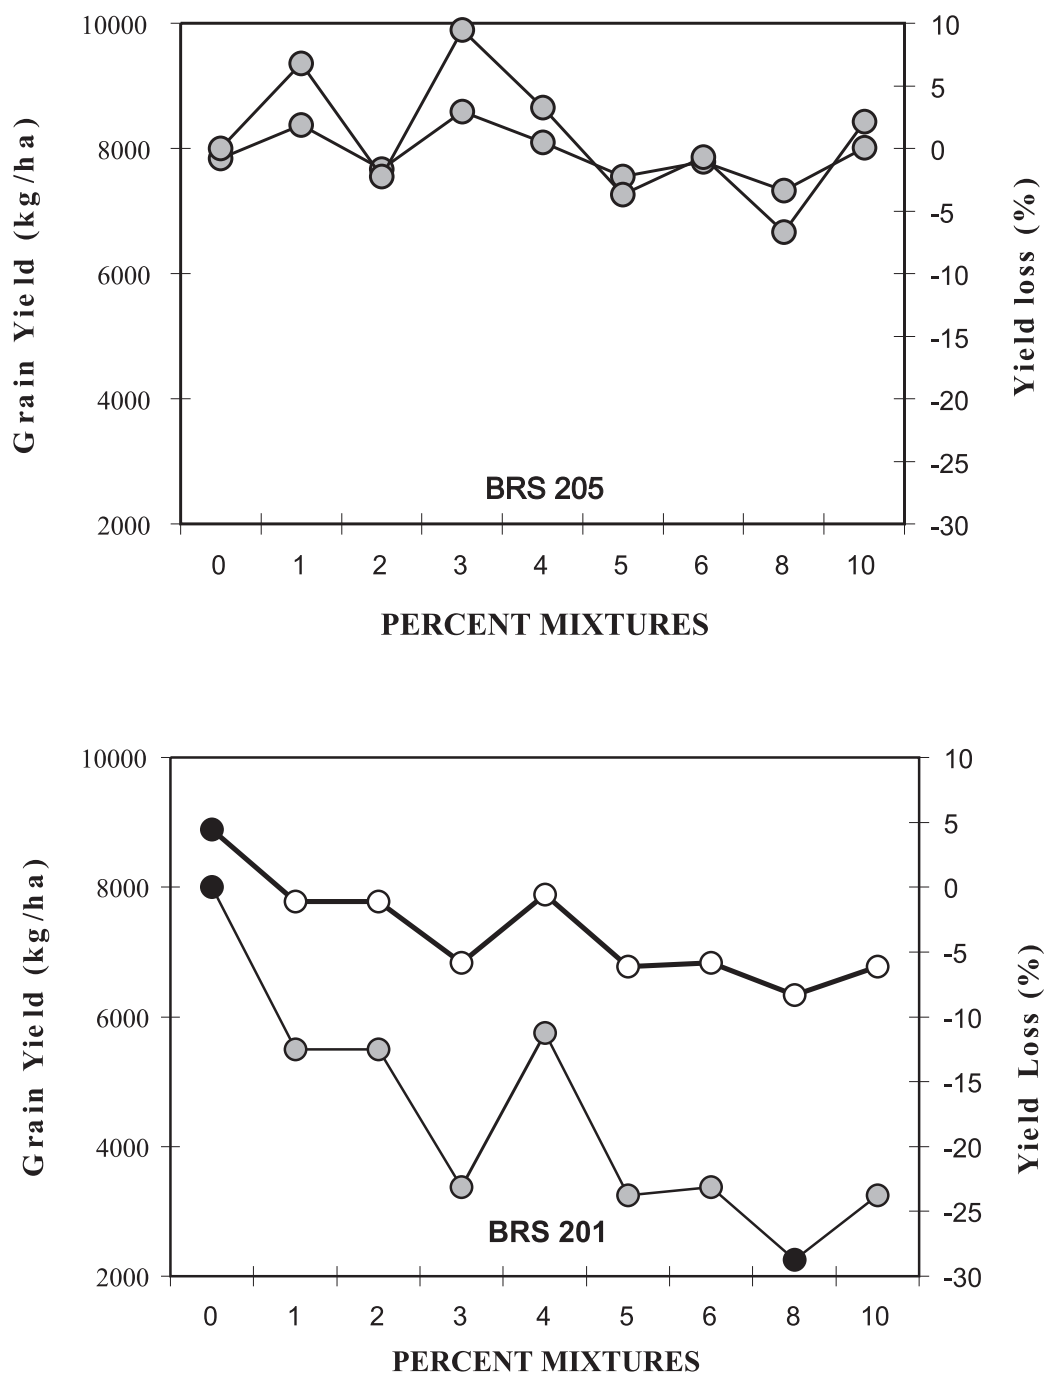 10000
8000
6000
4000
2000
Grain Yield (kg/ha)
10
5
0
-5
-10
-15
-20
-25
-30
Yield loss (%)
BRS 205
0 1 2 3 4 5 6 8 10
PERCENT MIXTURES
10000
8000
6000
4000
2000
Grain Yield (kg/ha)
10
5
0
-5
-10
-15
-20
-25
-30
Yield Loss (%)
BRS 201
0 1 2 3 4 5 6 8 10
PERCENT MIXTURES